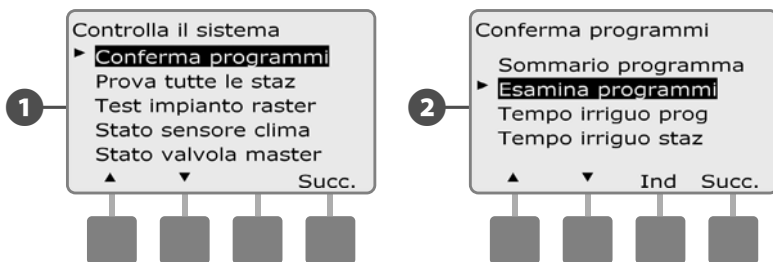 Controlla il sistema
► Conferma programmi
Prova tutte le staz
Test impianto raster
Stato sensore clima
Stato valvola master
▲ ▼ Succ.
1
Conferma programmi
Sommario programma
► Esamina programmi
Tempo irriguo prog
Tempo irriguo staz
▲ ▼ Ind Succ.
2